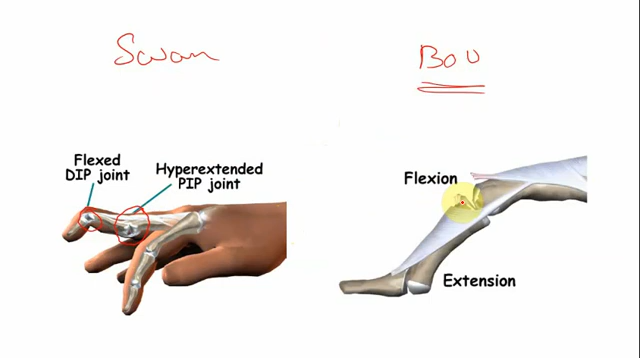 Swan
Bou
Flexed
DIP joint
Hyperextended
PIP joint
Flexion
Extension